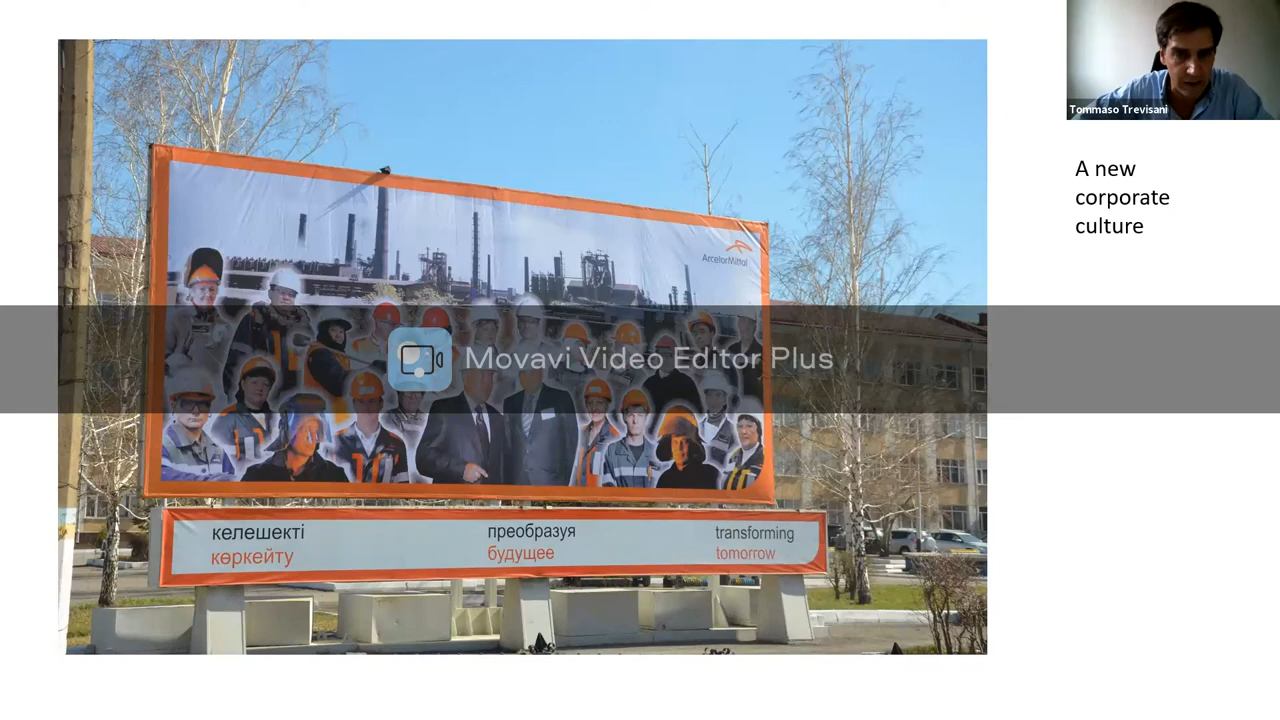 Tommaso Trevisani
A new
corporate
culture
ArcelorMittal
Movavi Video Editor Plus
келешекті
көркейту
преобразуя
будущее
transforming
tomorrow